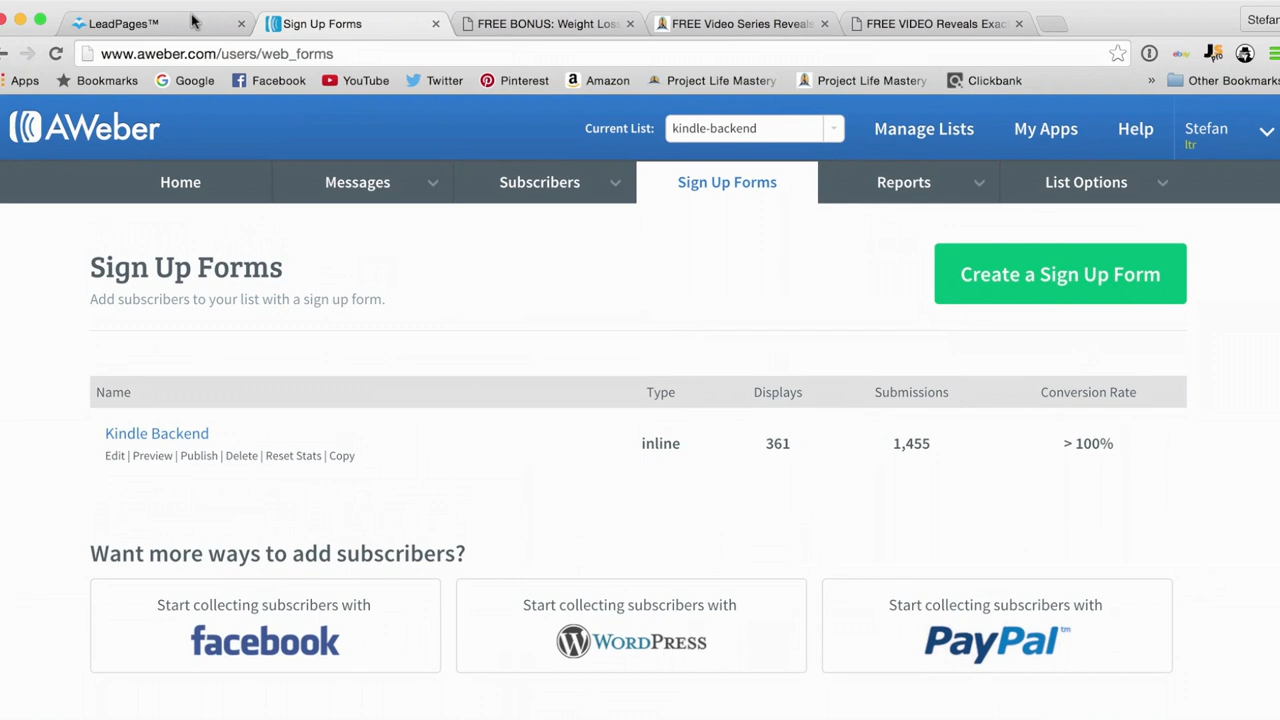 LeadPages™
Sign Up Forms
FREE BONUS: Weight Los
FREE Video Series Reveals
FREE VIDEO Reveals Exac
Stefan
www.aweber.com/users/web_forms
Apps
Bookmarks
Google
Facebook
YouTube
Twitter
Pinterest
Amazon
Project Life Mastery
Project Life Mastery
Clickbank
»
Other Bookmarks
AWeber
Current List:
kindle-backend
Manage Lists
My Apps
Help
Stefan
ltr
Home
Messages
Subscribers
Sign Up Forms
Reports
List Options
Sign Up Forms
Add subscribers to your list with a sign up form.
Create a Sign Up Form
Name
Type
Displays
Submissions
Conversion Rate
Kindle Backend
inline
361
1,455
> 100%
Edit | Preview | Publish | Delete | Reset Stats | Copy
Want more ways to add subscribers?
Start collecting subscribers with
facebook
Start collecting subscribers with
WORDPRESS
Start collecting subscribers with
PayPal™